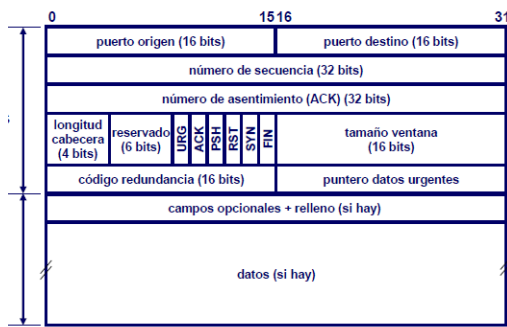 0 15 16 31
puerto origen (16 bits) puerto destino (16 bits)
número de secuencia (32 bits)
número de asentimiento (ACK) (32 bits)
longitud cabecera (4 bits) reservado (6 bits) URG ACK PSH RST SYN FIN tamaño ventana (16 bits)
código redundancia (16 bits) puntero datos urgentes
campos opcionales + relleno (si hay)
datos (si hay)